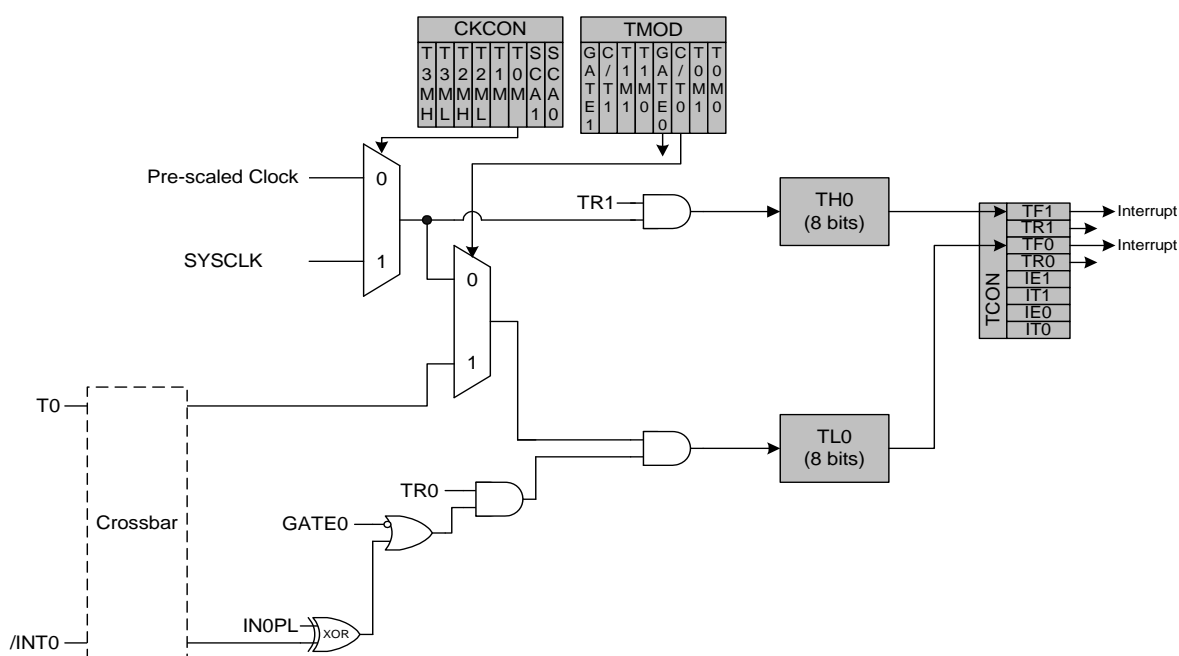 CKCON
T3MH
T3ML
T2MH
T2ML
T1M
T0M
SCA1
SCA0
TMOD
GATE1
C/T1
T1M1
T1M0
GATE0
C/T0
T0M1
T0M0
Pre-scaled Clock
0
SYSCLK
1
TR1
TH0
(8 bits)
TCON
TF1
TR1
TF0
TR0
IE1
IT1
IE0
IT0
Interrupt
Interrupt
0
1
T0
Crossbar
/INT0
TR0
GATE0
IN0PL
XOR
TL0
(8 bits)